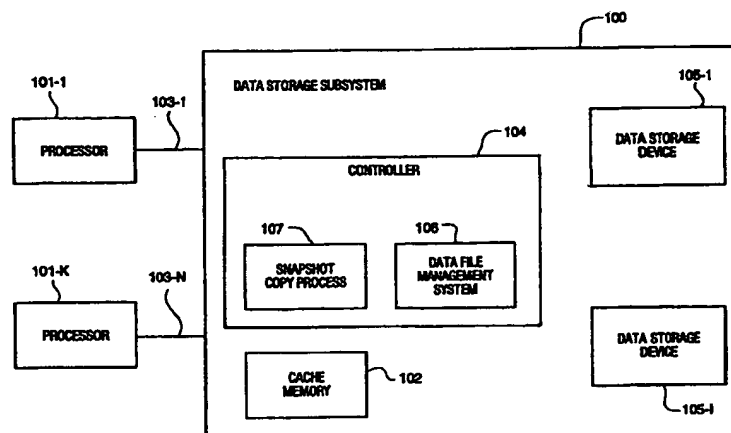 100
DATA STORAGE SUBSYSTEM
101-1
103-1
PROCESSOR
105-1
DATA STORAGE
DEVICE
104
CONTROLLER
107
SNAPSHOT
COPY PROCESS
106
DATA FILE
MANAGEMENT
SYSTEM
101-K
103-N
PROCESSOR
DATA STORAGE
DEVICE
105-I
CACHE
MEMORY
102